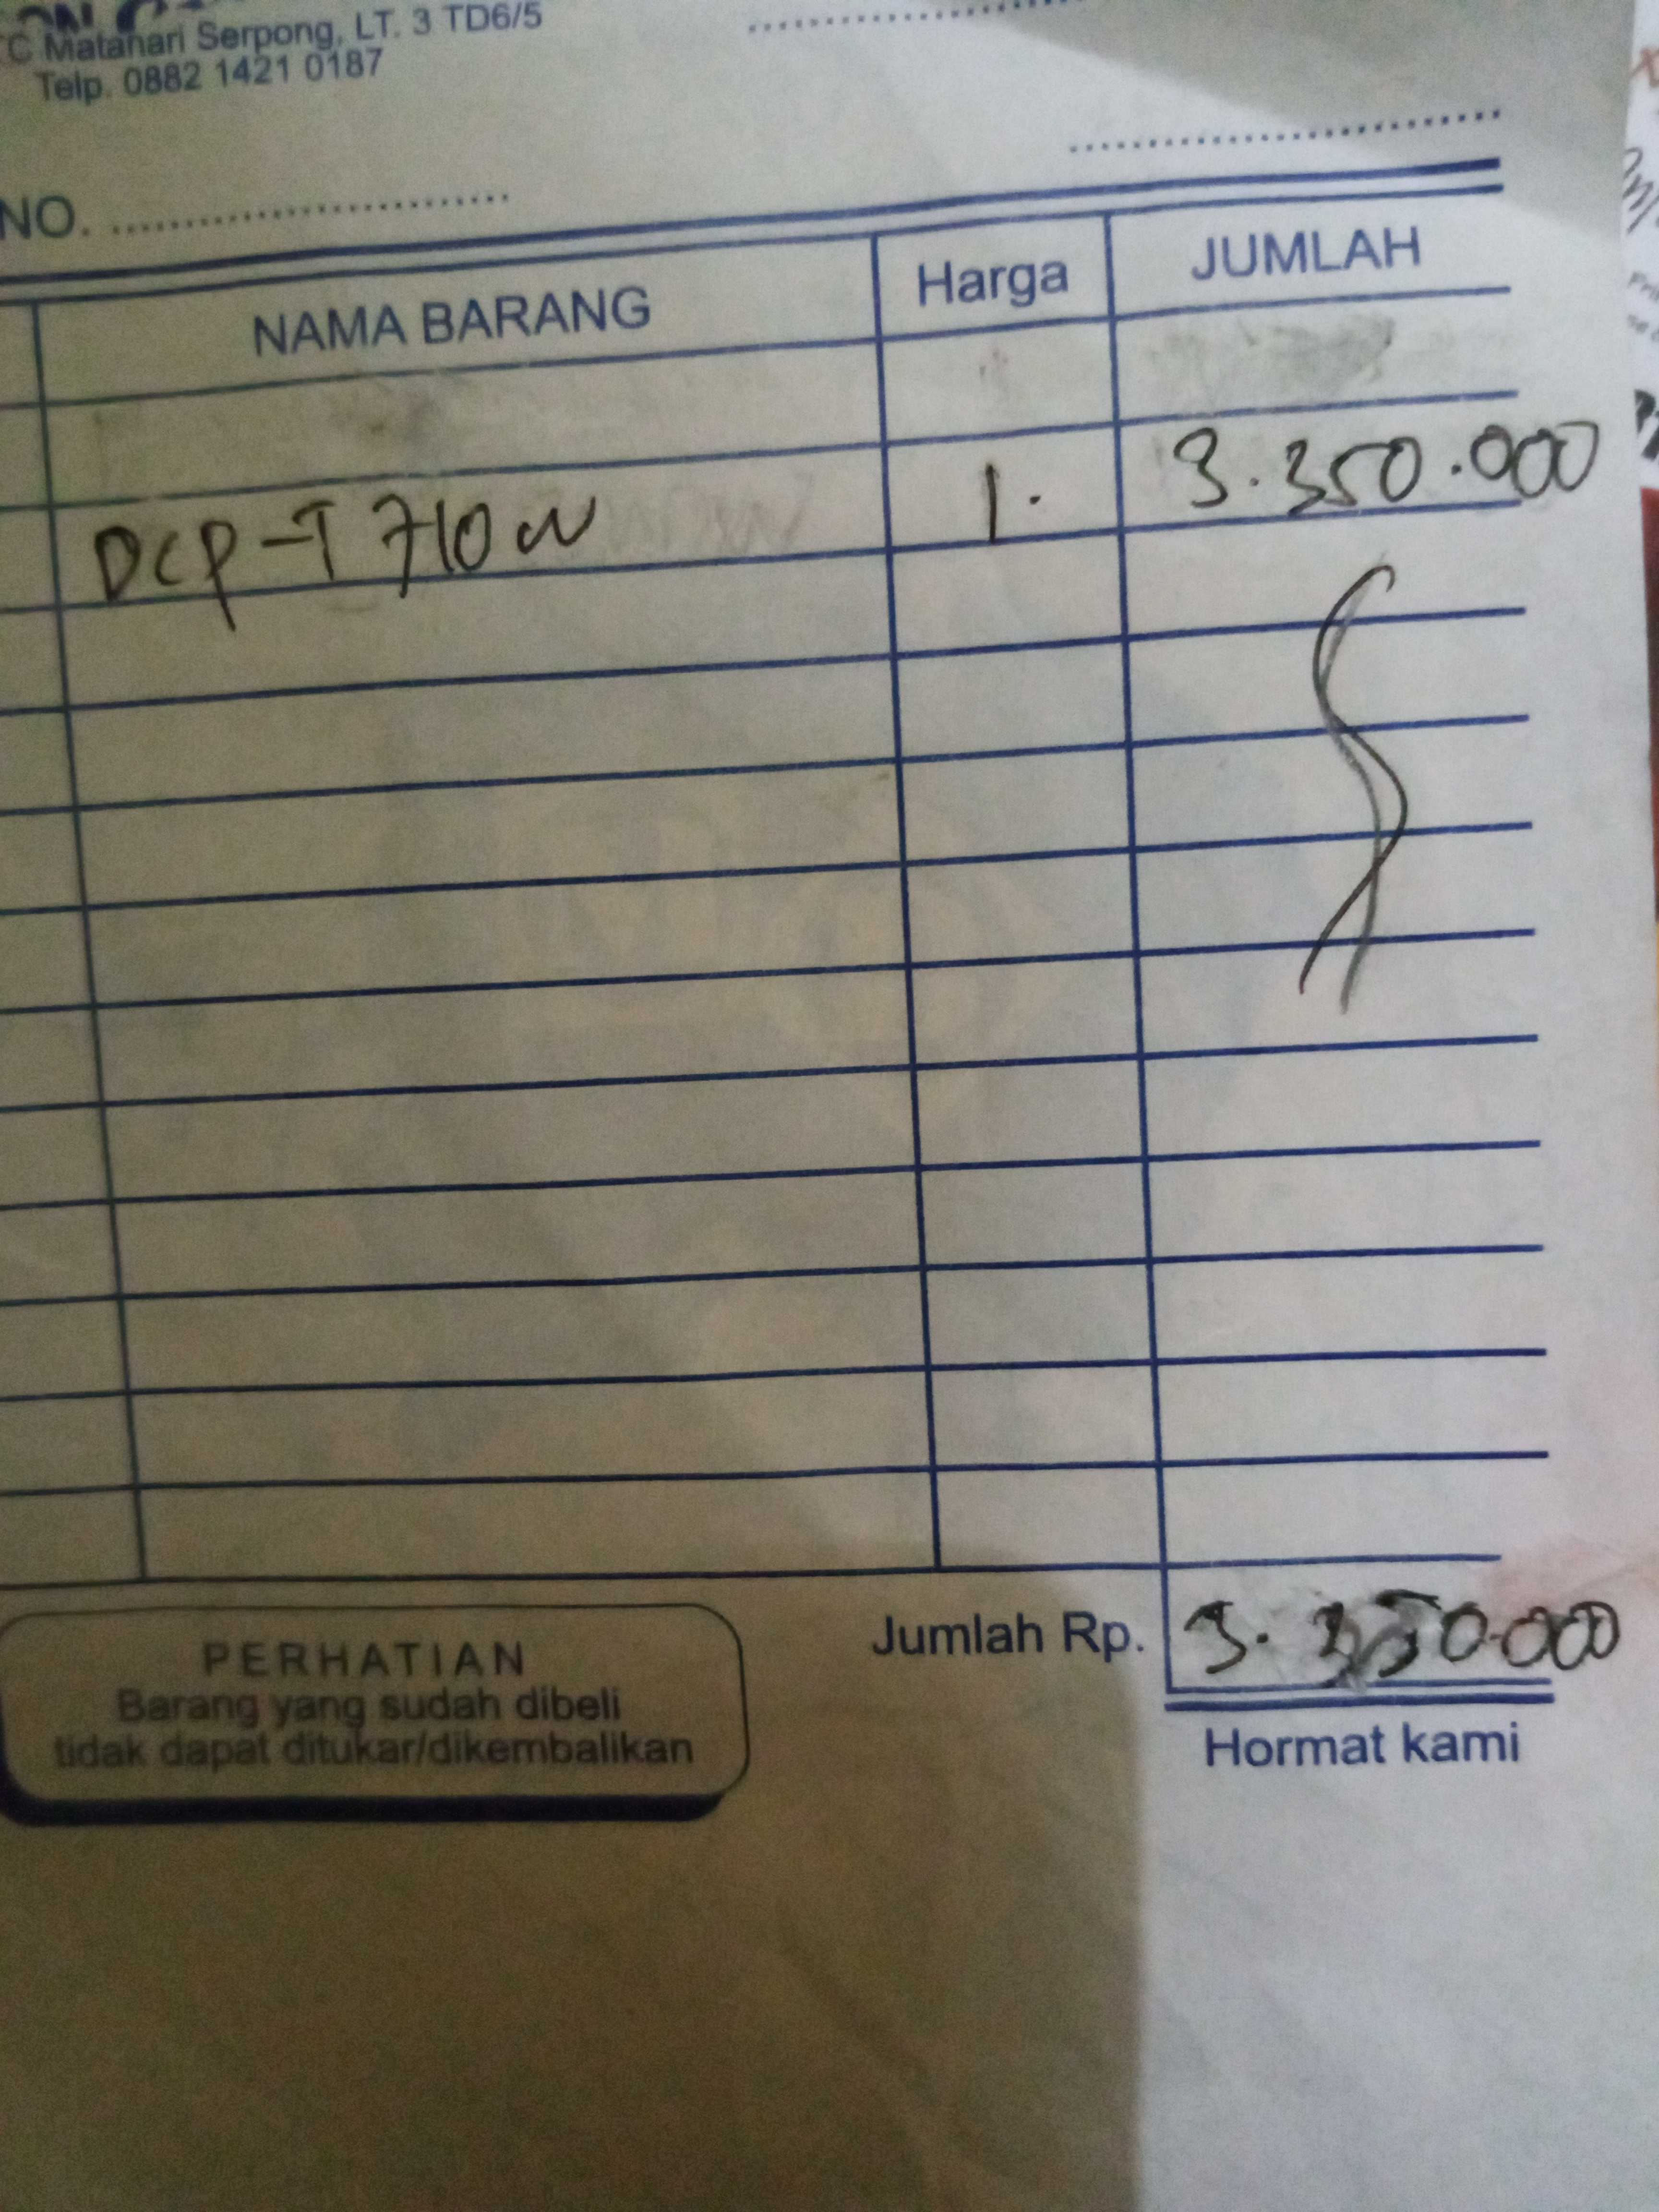 C Matahari Serpong, LT. 3 TD6/5
Telp. 0882 1421 0187
NO.
NAMA BARANG Harga JUMLAH
DCP-T 710W 1. 3.350.000
Jumlah Rp. 3.350.000
PERHATIAN
Barang yang sudah dibeli
tidak dapat ditukar/dikembalikan
Hormat kami